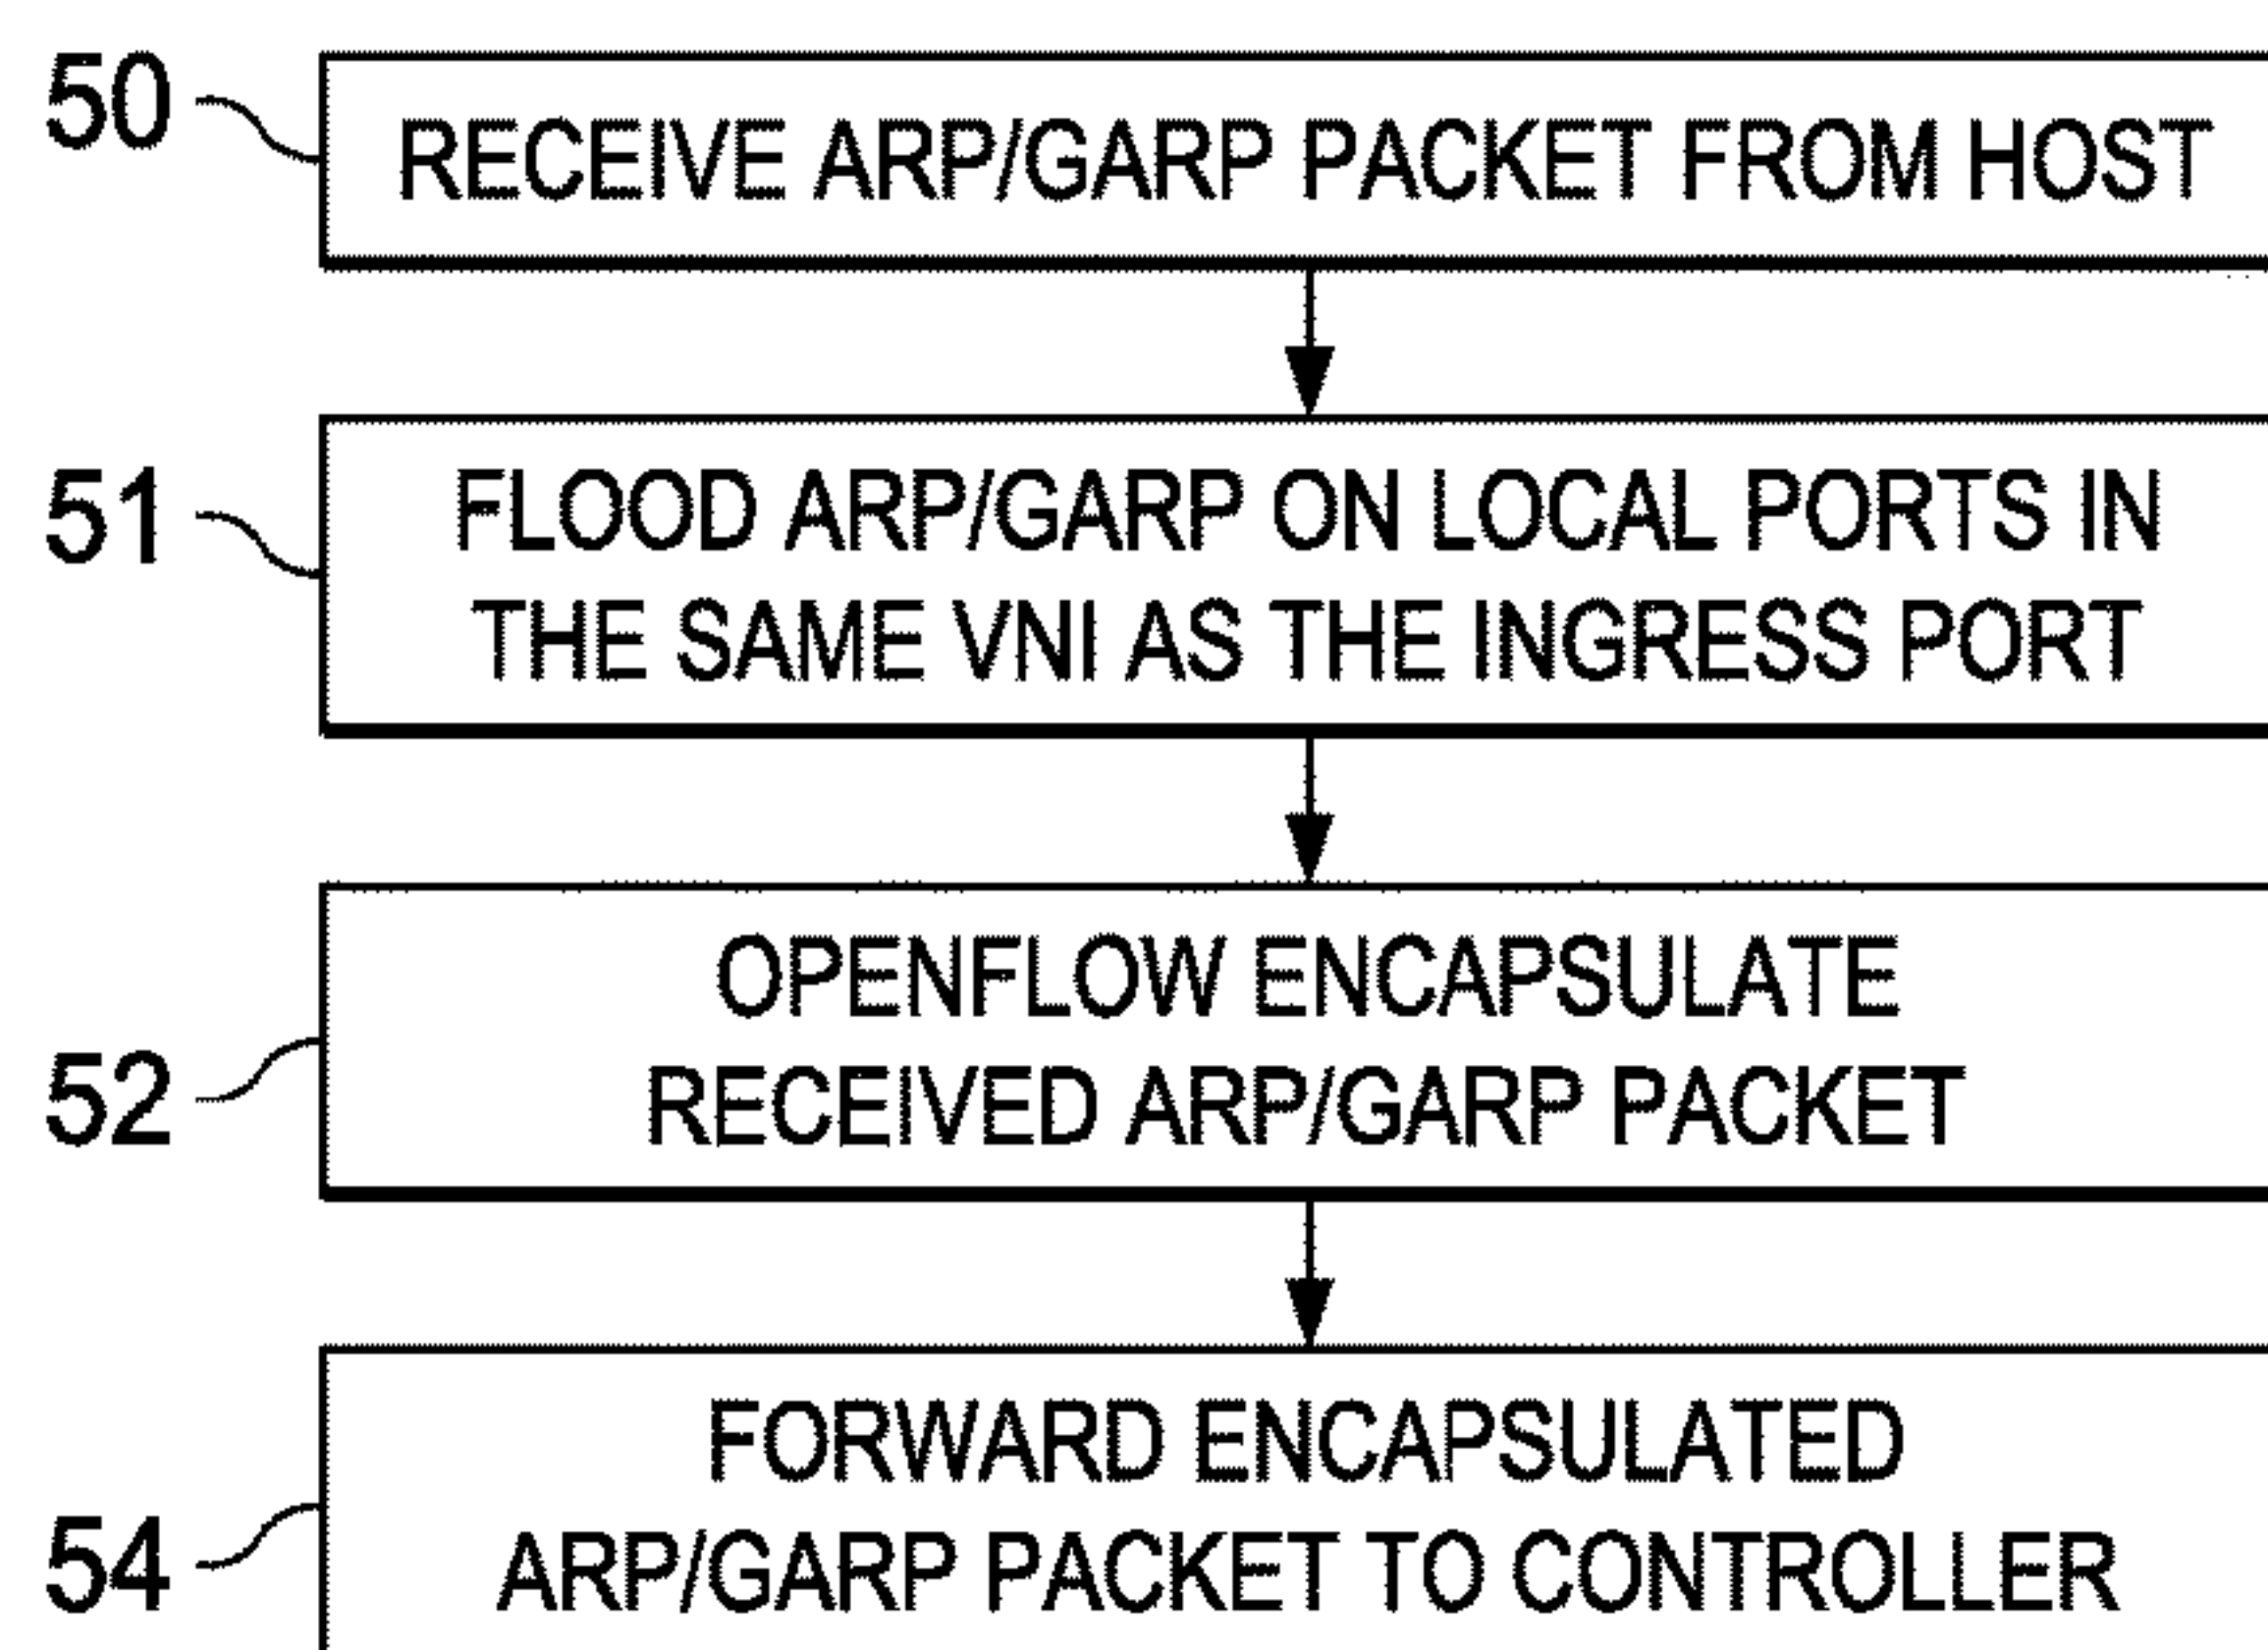 50
RECEIVE ARP/GARP PACKET FROM HOST
51
FLOOD ARP/GARP ON LOCAL PORTS IN
THE SAME VNI AS THE INGRESS PORT
52
OPENFLOW ENCAPSULATE
RECEIVED ARP/GARP PACKET
54
FORWARD ENCAPSULATED
ARP/GARP PACKET TO CONTROLLER